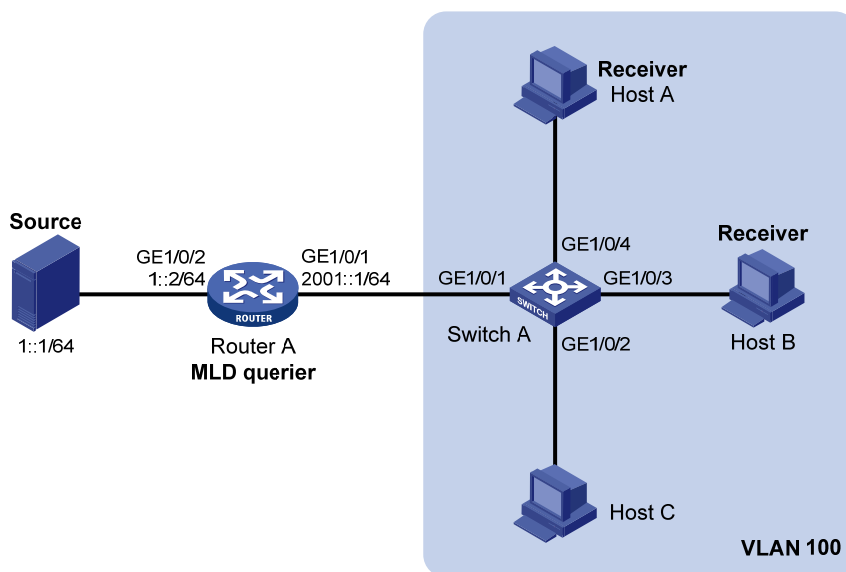 Source
1::1/64
GE1/0/2
1::2/64
ROUTER
Router A
MLD querier
GE1/0/1
2001::1/64
GE1/0/1
SWITCH
Switch A
GE1/0/4
GE1/0/3
GE1/0/2
Receiver
Host A
Receiver
Host B
Host C
VLAN 100